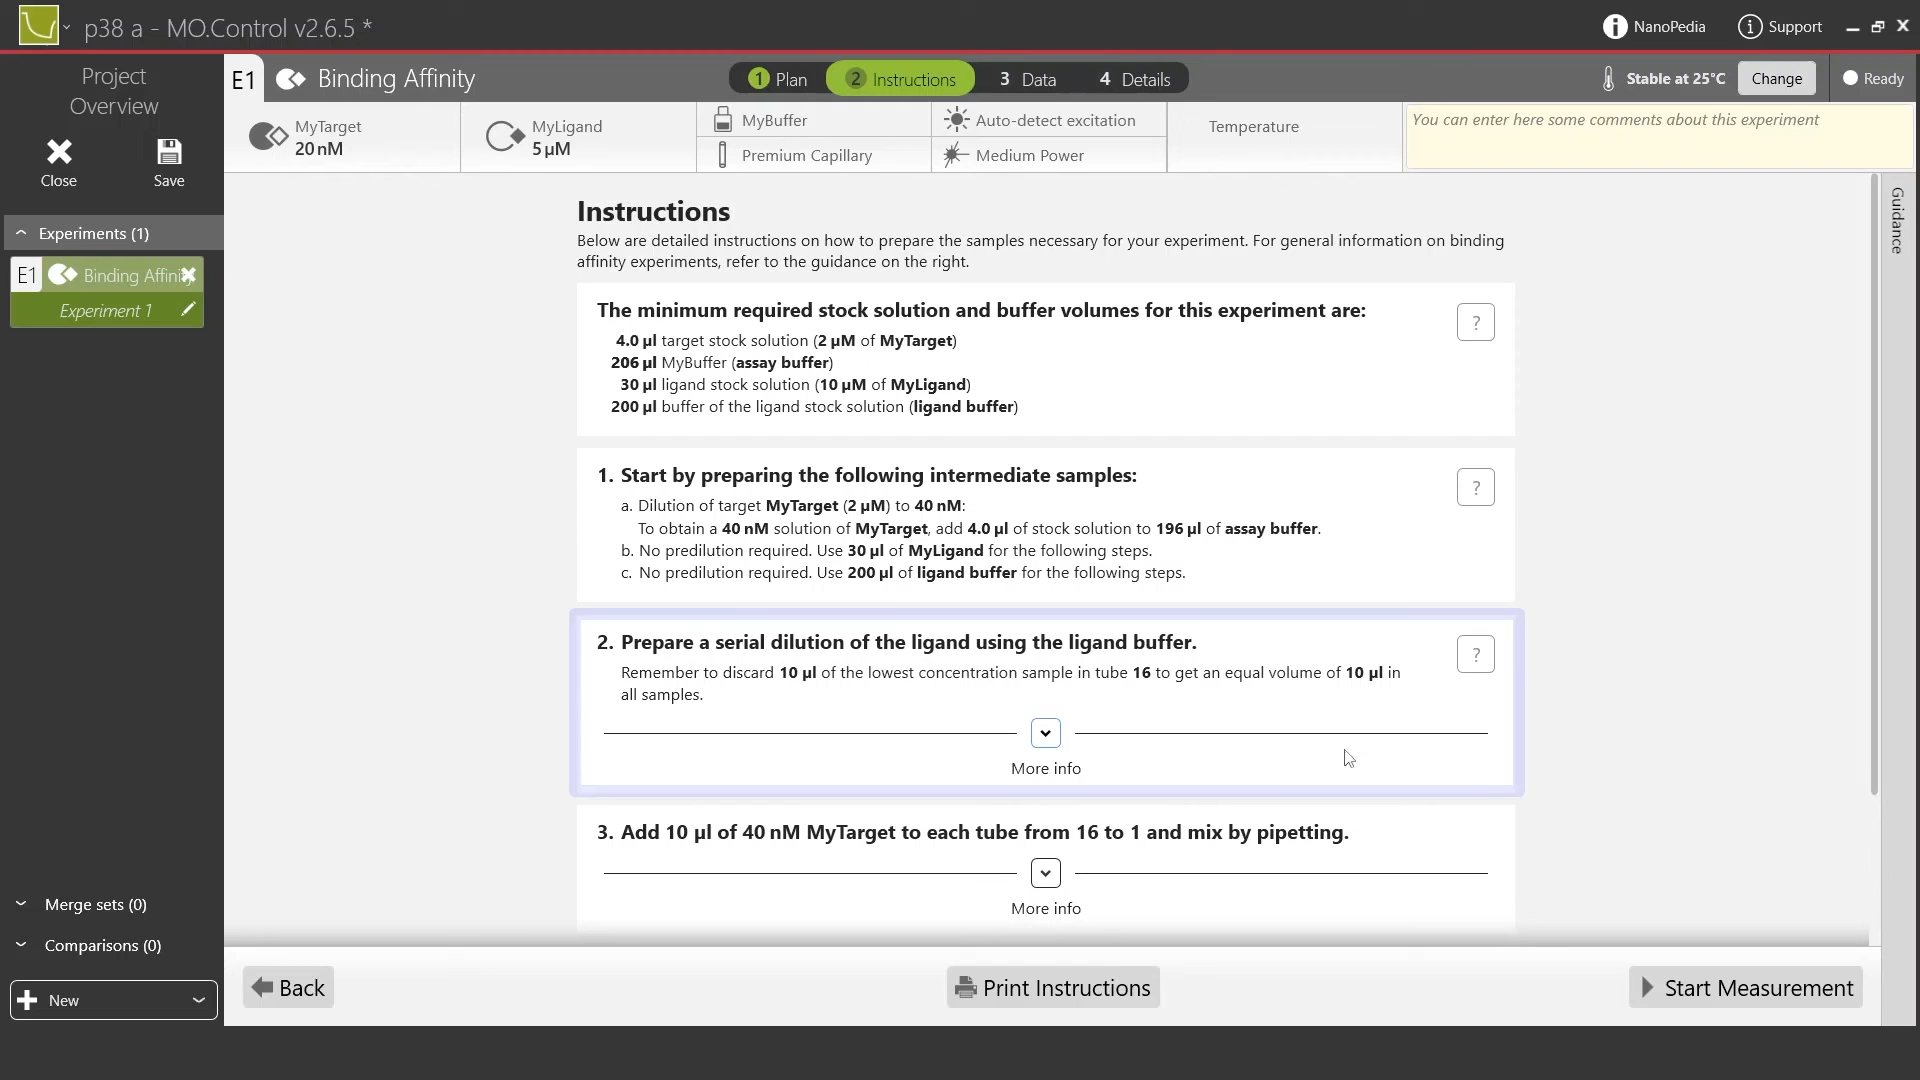 p38 a - MO.Control v2.6.5 *
NanoPedia
Support
Project
Overview
Close
Save
Experiments (1)
E1 Binding Affini
Experiment 1
Merge sets (0)
Comparisons (0)
New
E1 Binding Affinity
1 Plan
2 Instructions
3 Data
4 Details
Stable at 25°C
Change
Ready
MyTarget
20 nM
MyLigand
5 µM
MyBuffer
Premium Capillary
Auto-detect excitation
Medium Power
Temperature
You can enter here some comments about this experiment
Guidance
Instructions
Below are detailed instructions on how to prepare the samples necessary for your experiment. For general information on binding
affinity experiments, refer to the guidance on the right.
The minimum required stock solution and buffer volumes for this experiment are:
?
4.0 µl target stock solution (2 µM of MyTarget)
206 µl MyBuffer (assay buffer)
30 µl ligand stock solution (10 µM of MyLigand)
200 µl buffer of the ligand stock solution (ligand buffer)
1. Start by preparing the following intermediate samples:
?
a. Dilution of target MyTarget (2 µM) to 40 nM:
To obtain a 40 nM solution of MyTarget, add 4.0 µl of stock solution to 196 µl of assay buffer.
b. No predilution required. Use 30 µl of MyLigand for the following steps.
c. No predilution required. Use 200 µl of ligand buffer for the following steps.
2. Prepare a serial dilution of the ligand using the ligand buffer.
?
Remember to discard 10 µl of the lowest concentration sample in tube 16 to get an equal volume of 10 µl in
all samples.
More info
3. Add 10 µl of 40 nM MyTarget to each tube from 16 to 1 and mix by pipetting.
More info
Back
Print Instructions
Start Measurement